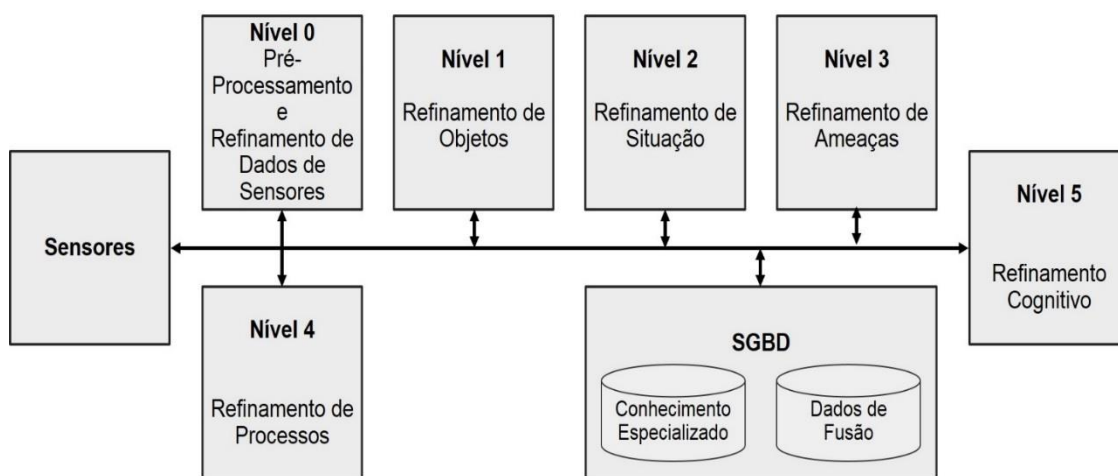 Nível 0
Pré-
Processamento
e
Refinamento de
Dados de
Sensores
Nível 1
Refinamento de
Objetos
Nível 2
Refinamento de
Situação
Nível 3
Refinamento de
Ameaças
Sensores
Nível 5
Refinamento
Cognitivo
Nível 4
Refinamento de
Processos
SGBD
Conhecimento
Especializado
Dados de
Fusão